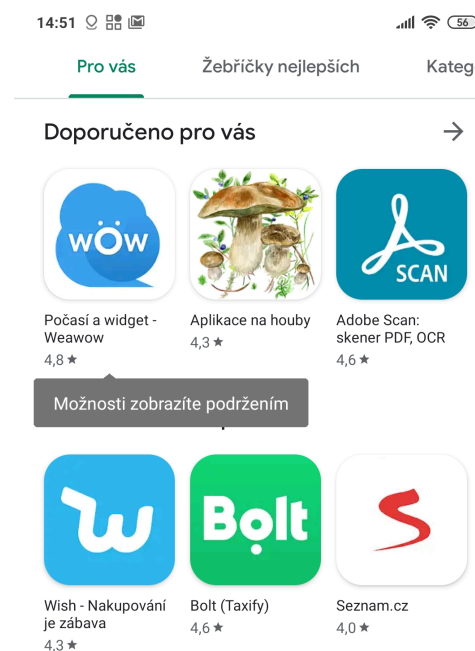 14:51
56
Pro vás
Žebříčky nejlepších
Kateg
Doporučeno pro vás
WÖW
SCAN
Počasí a widget -
Weawow
4,8 ★
Aplikace na houby
4,3 ★
Adobe Scan:
skener PDF, OCR
4,6 ★
Možnosti zobrazíte podržením
Bolt
Wish - Nakupování
je zábava
4,3 ★
Bolt (Taxify)
4,6 ★
Seznam.cz
4,0 ★